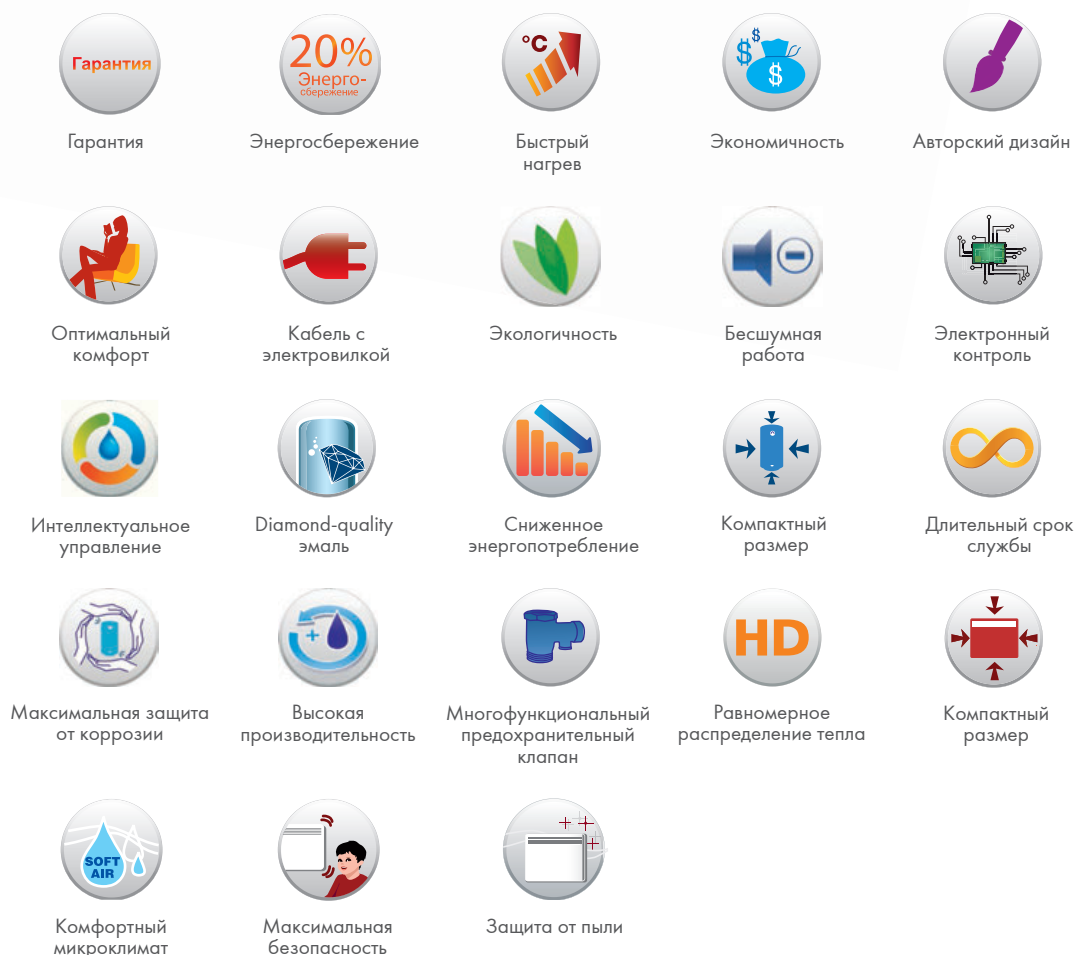 Гарантия
20%
Энерго-
сбережение
°C
$
$
$
Гарантия
Энергосбережение
Быстрый
нагрев
Экономичность
Авторский дизайн
Оптимальный
комфорт
Кабель с
электровилкой
Экологичность
Бесшумная
работа
Электронный
контроль
Интеллектуальное
управление
Diamond-quality
эмаль
Сниженное
энергопотребление
Компактный
размер
Длительный срок
службы
HD
Максимальная защита
от коррозии
Высокая
производительность
Многофункциональный
предохранительный
клапан
Равномерное
распределение тепла
Компактный
размер
SOFT
AIR
Комфортный
микроклимат
Максимальная
безопасность
Защита от пыли